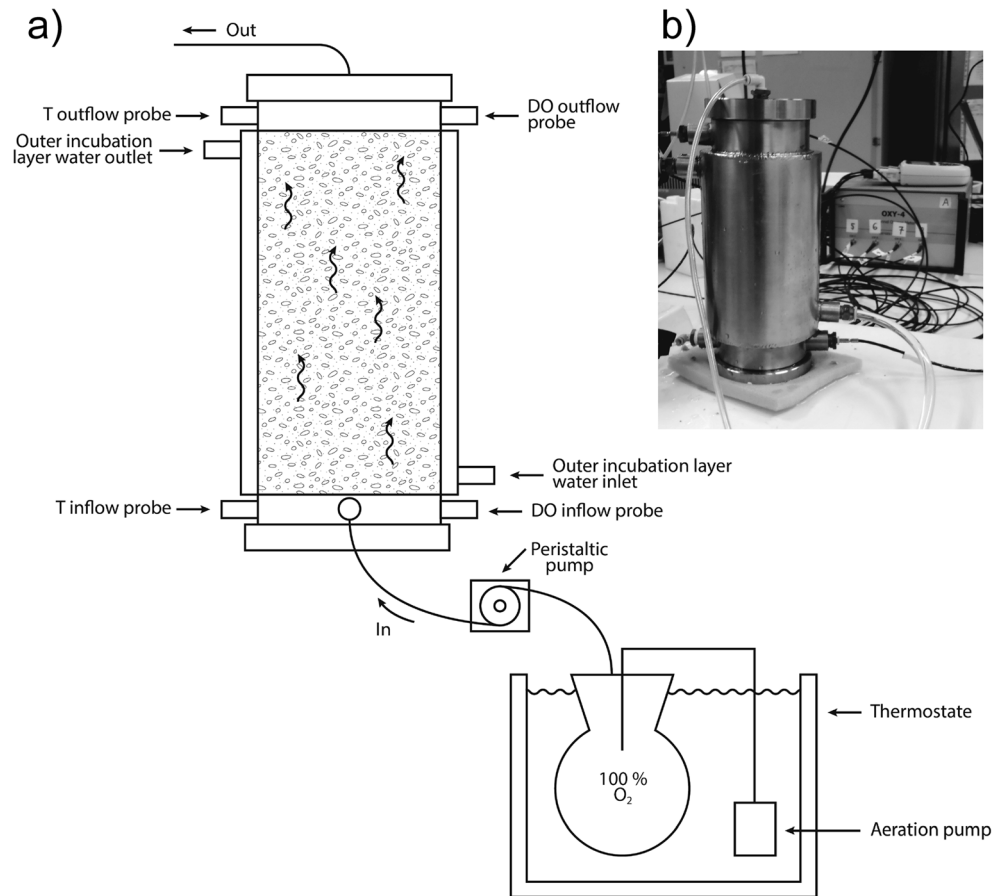 a)
b)
Out
T outflow probe
DO outflow
probe
Outer incubation
layer water outlet
OXY-4
A
5 6 7
Outer incubation layer
water inlet
T inflow probe
DO inflow probe
Peristaltic
pump
In
Thermostate
100 %
O₂
Aeration pump